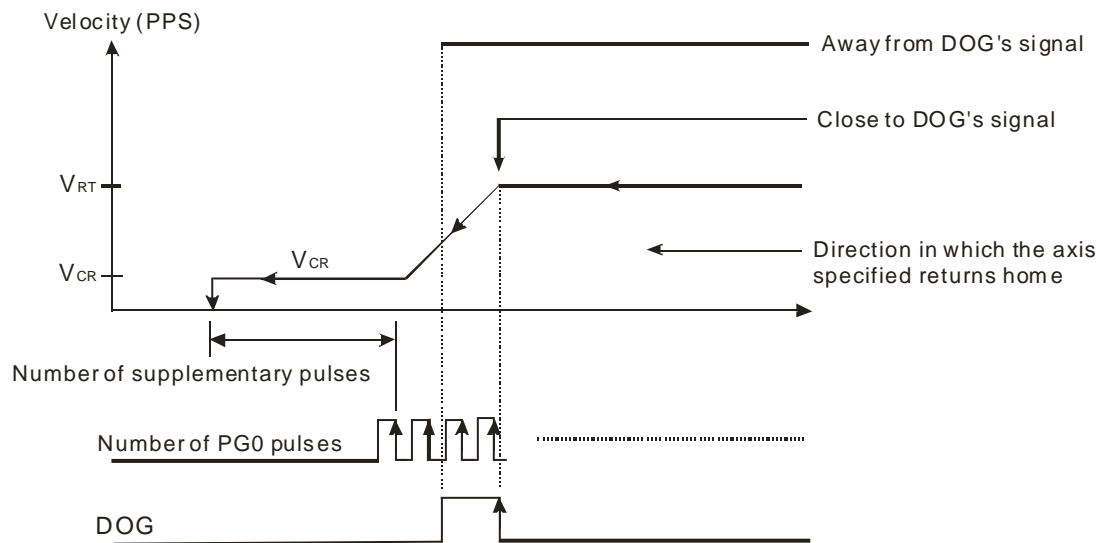 Velocity (PPS)
Away from DOG's signal
Close to DOG's signal
VRT
VCR
VCR
Direction in which the axis
specified returns home
Number of supplementary pulses
Number of PG0 pulses
DOG